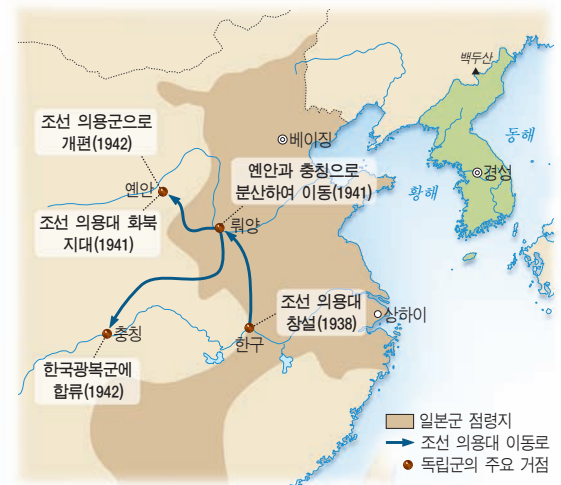 백두산
동해
경성
황해
베이징
조선 의용군으로
개편(1942)
옌안과 충칭으로
분산하여 이동(1941)
옌안
조선 의용대 화북
지대(1941)
뤄양
조선 의용대
창설(1938)
상하이
한구
충칭
한국광복군에
합류(1942)
일본군 점령지
조선 의용대 이동로
독립군의 주요 거점